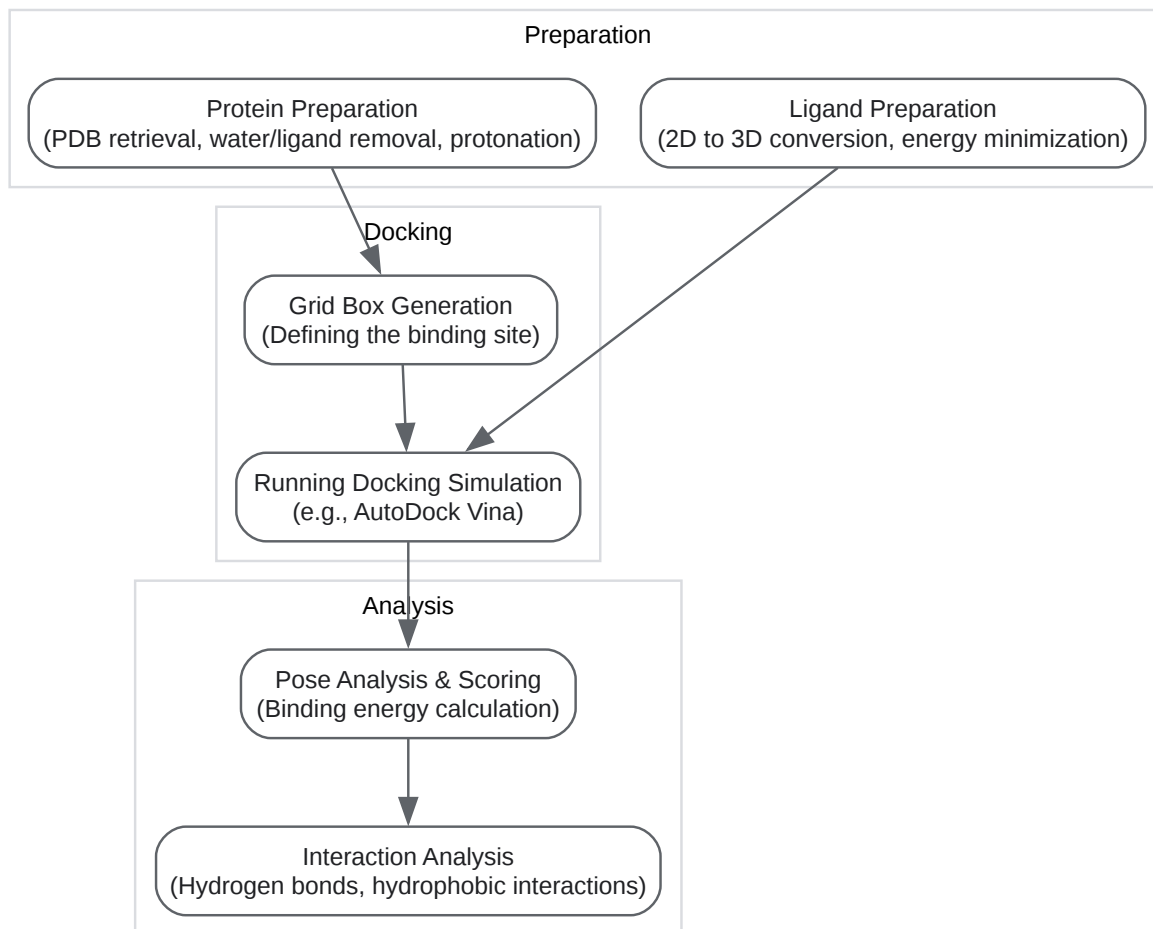 Preparation
Protein Preparation
(PDB retrieval, water/ligand removal, protonation)
Ligand Preparation
(2D to 3D conversion, energy minimization)
Docking
Grid Box Generation
(Defining the binding site)
Running Docking Simulation
(e.g., AutoDock Vina)
Analysis
Pose Analysis & Scoring
(Binding energy calculation)
Interaction Analysis
(Hydrogen bonds, hydrophobic interactions)